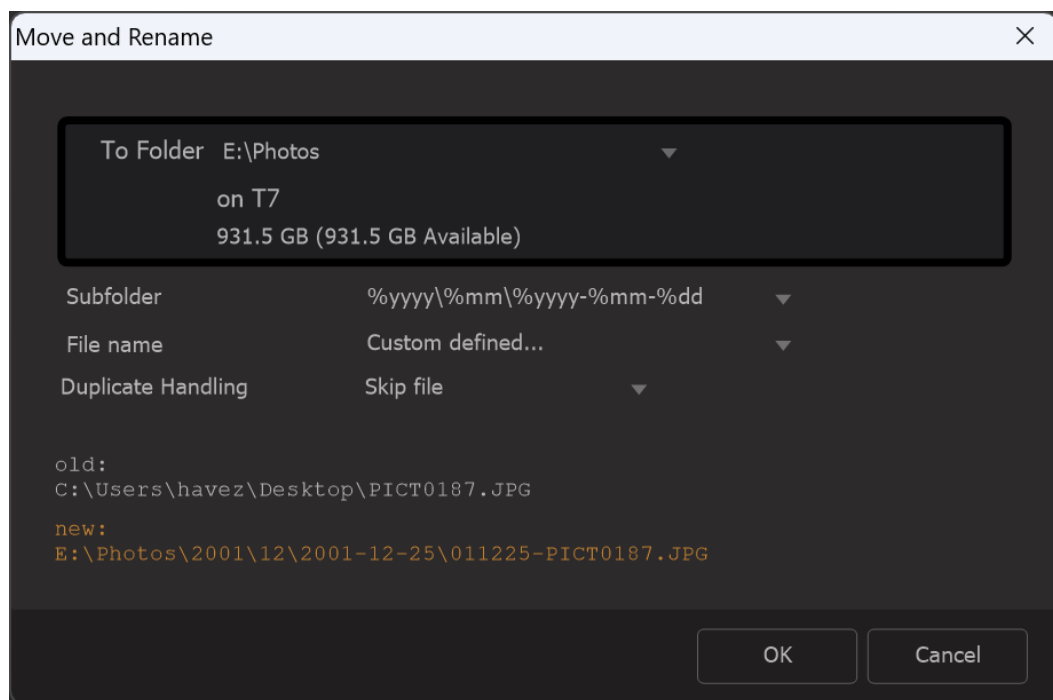 Move and Rename
To Folder E:\Photos
on T7
931.5 GB (931.5 GB Available)
Subfolder %yyyy\%mm\%yyyy-%mm-%dd
File name Custom defined...
Duplicate Handling Skip file
old:
C:\Users\havez\Desktop\PICT0187.JPG
new:
E:\Photos\2001\12\2001-12-25\011225-PICT0187.JPG
OK Cancel